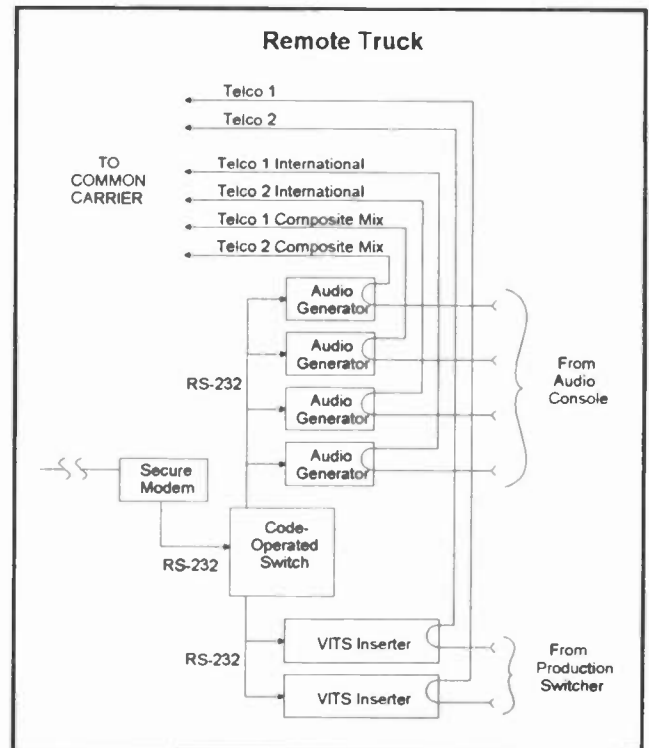 Remote Truck
Telco 1
Telco 2
TO
COMMON
CARRIER
Telco 1 International
Telco 2 International
Telco 1 Composite Mix
Telco 2 Composite Mix
Audio
Generator
Audio
Generator
Audio
Generator
Audio
Generator
RS-232
From
Audio
Console
Secure
Modem
RS-232
Code-
Operated
Switch
RS-232
VITS Inserter
VITS Inserter
From
Production
Switcher